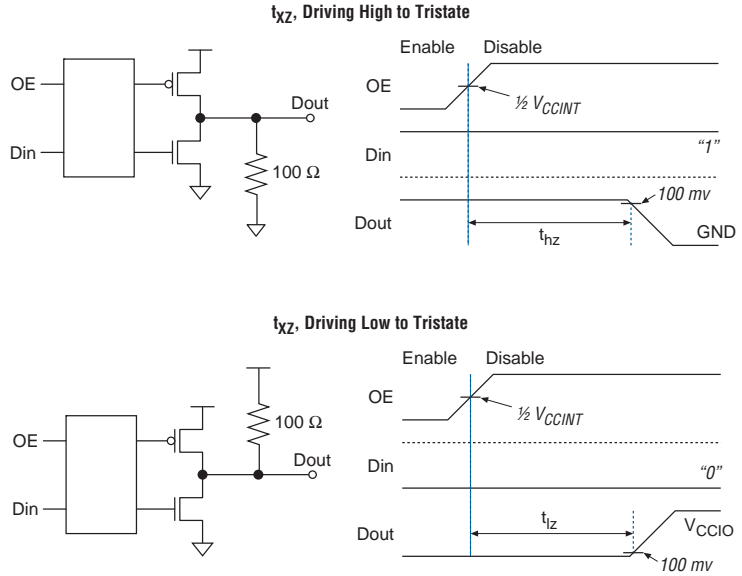 tXZ, Driving High to Tristate
Enable Disable
OE
OE
½ VCCINT
Dout
Din
Din
"1"
100 Ω
100 mv
Dout
thz
GND
tXZ, Driving Low to Tristate
Enable Disable
OE
100 Ω
½ VCCINT
OE
Dout
Din
"0"
Din
Dout
tlz
VCCIO
100 mv